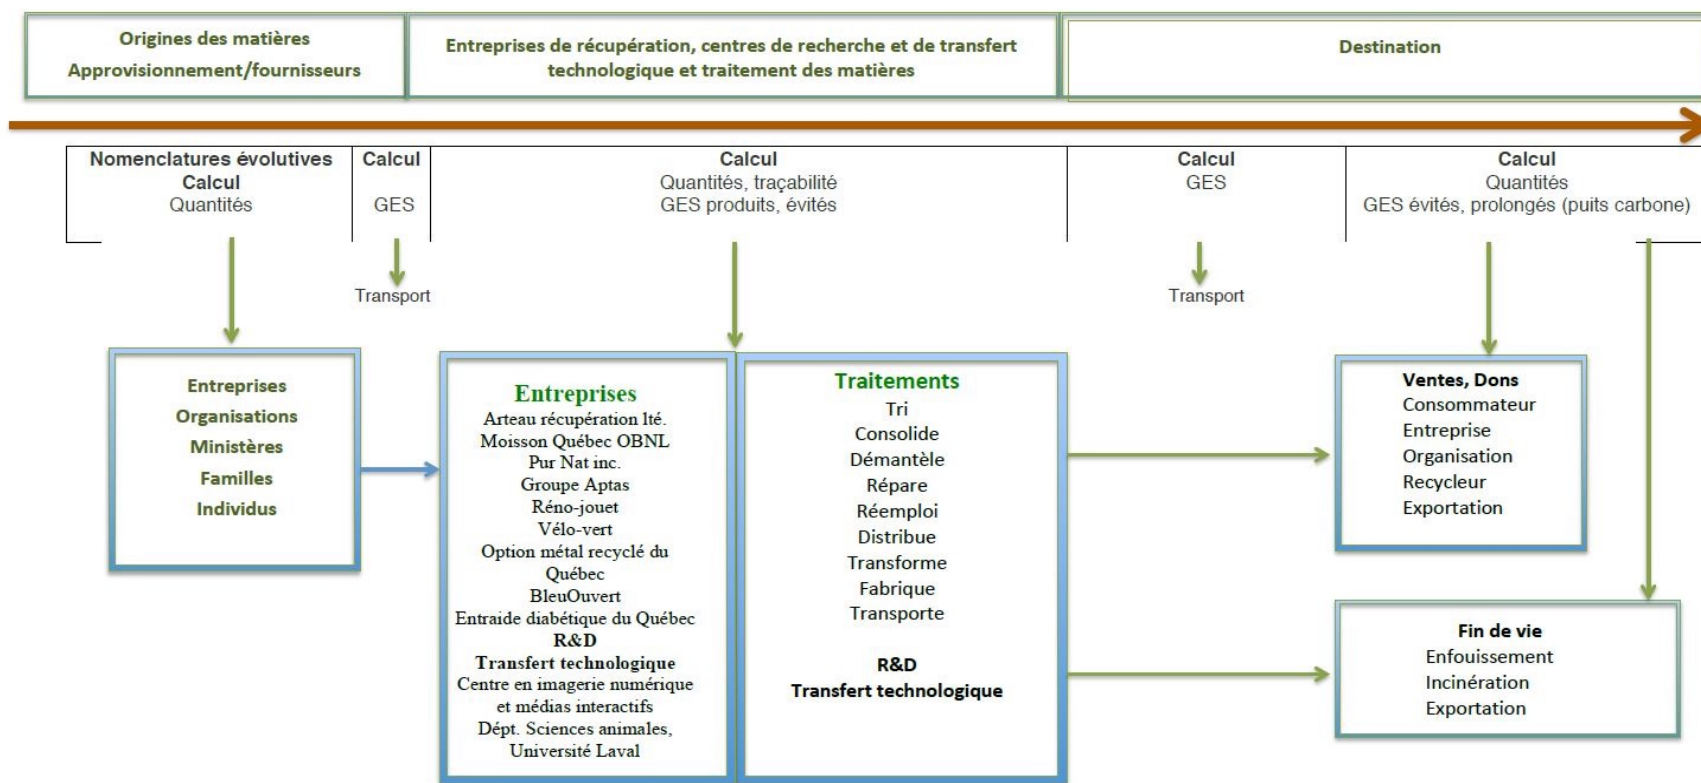 Origines des matières
Approvisionnement/fournisseurs
Entreprises de récupération, centres de recherche et de transfert
technologique et traitement des matières
Destination
Nomenclatures évolutives
Calcul
Quantités
Calcul
GES
Calcul
Quantités, traçabilité
GES produits, évités
Calcul
GES
Calcul
Quantités
GES évités, prolongés (puits carbone)
Transport
Transport
Entreprises
Organisations
Ministères
Familles
Individus
Entreprises
Arteau récupération lté.
Moisson Québec OBNL
Pur Nat inc.
Groupe Aptas
Réno-jouet
Vélo-vert
Option métal recyclé du
Québec
BleuOuvert
Entraide diabétique du Québec
R&D
Transfert technologique
Centre en imagerie numérique
et médias interactifs
Dépt. Sciences animales,
Université Laval
Traitements
Tri
Consolide
Démantèle
Répare
Réemploi
Distribue
Transforme
Fabrique
Transporte
R&D
Transfert technologique
Ventes, Dons
Consommateur
Entreprise
Organisation
Recycleur
Exportation
Fin de vie
Enfouissement
Incinération
Exportation